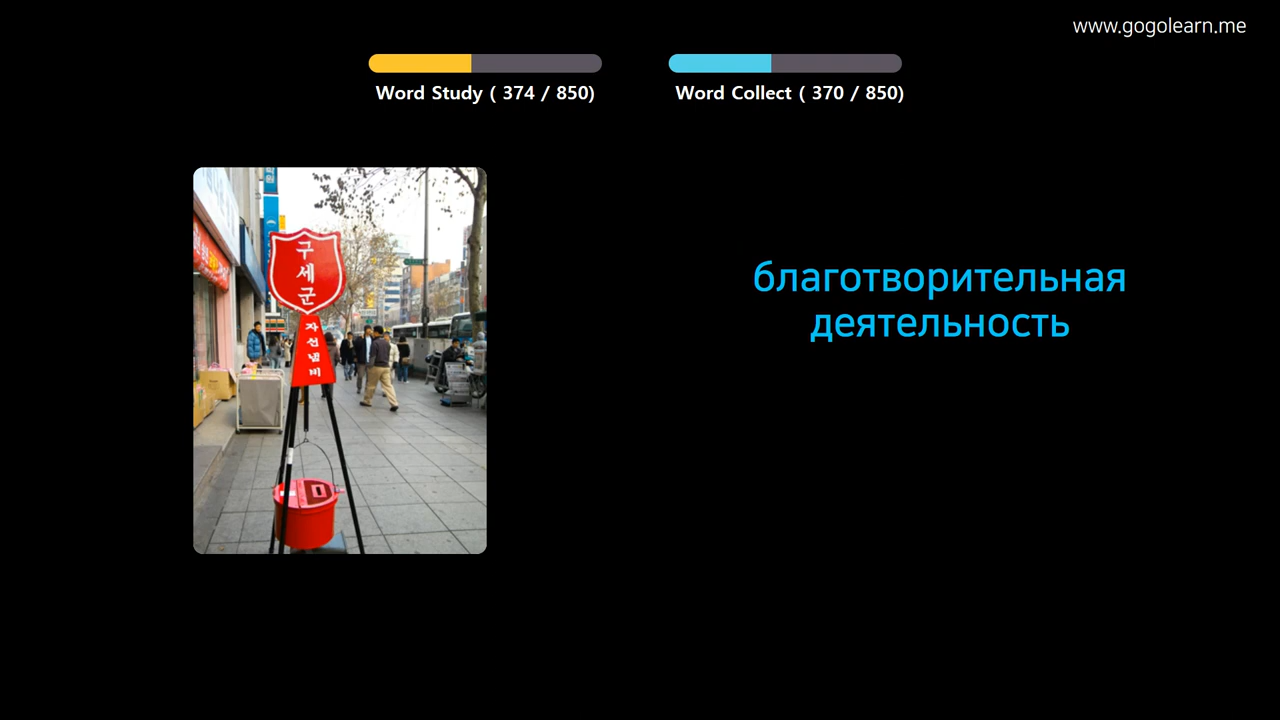 www.gogolearn.me
Word Study ( 374 / 850)
Word Collect ( 370 / 850)
구세군
자선냄비
благотворительная
деятельность